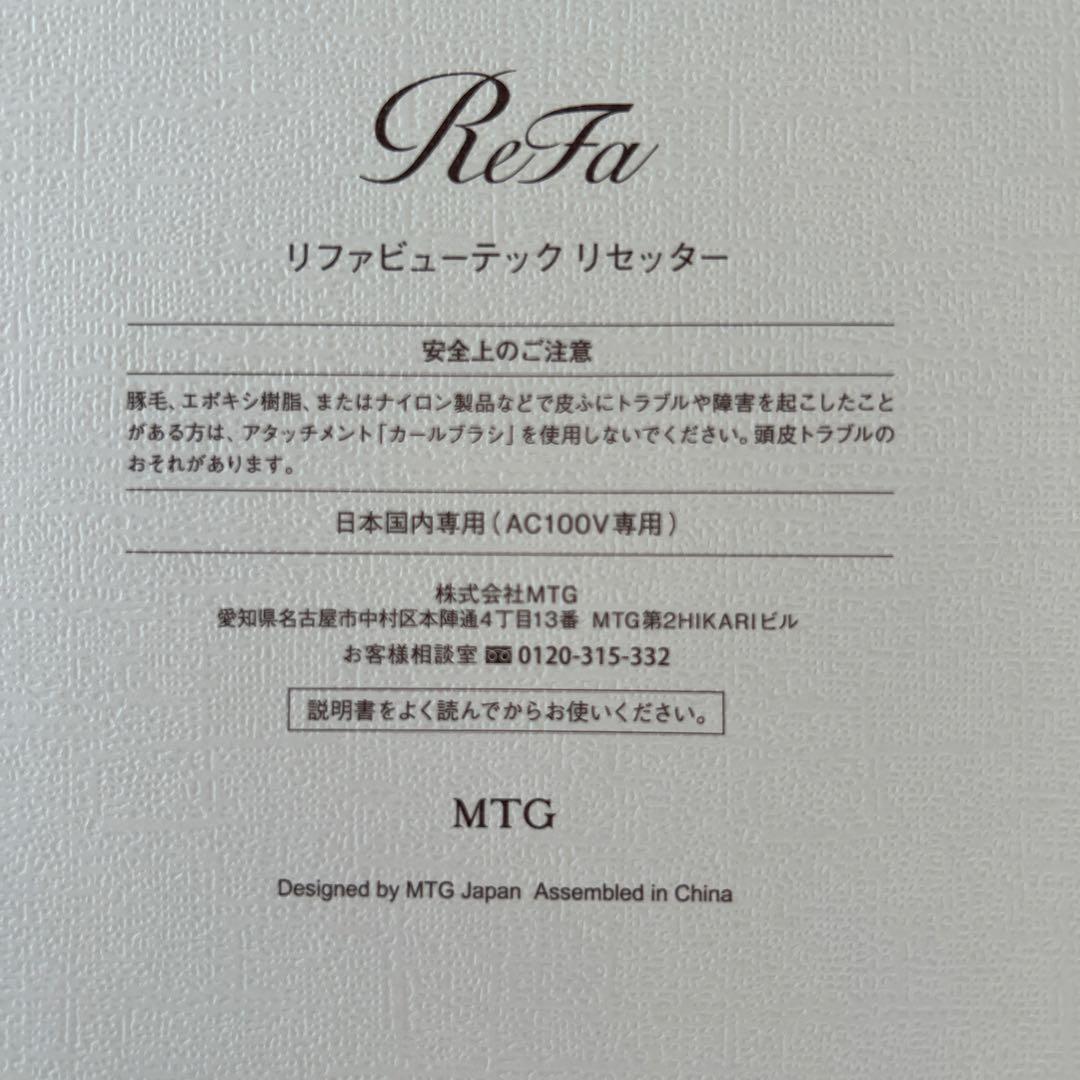 ReFa
リファビューテック リセッター
安全上のご注意
豚毛、エポキシ樹脂、またはナイロン製品などで皮ふにトラブルや障害を起こしたこと
がある方は、アタッチメント「カールブラシ」を使用しないでください。頭皮トラブルの
おそれがあります。
日本国内専用(AC100V専用)
株式会社MTG
愛知県名古屋市中村区本陣通4丁目13番 MTG第2HIKARIビル
お客様相談室 0120-315-332
説明書をよく読んでからお使いください。
MTG
Designed by MTG Japan Assembled in China